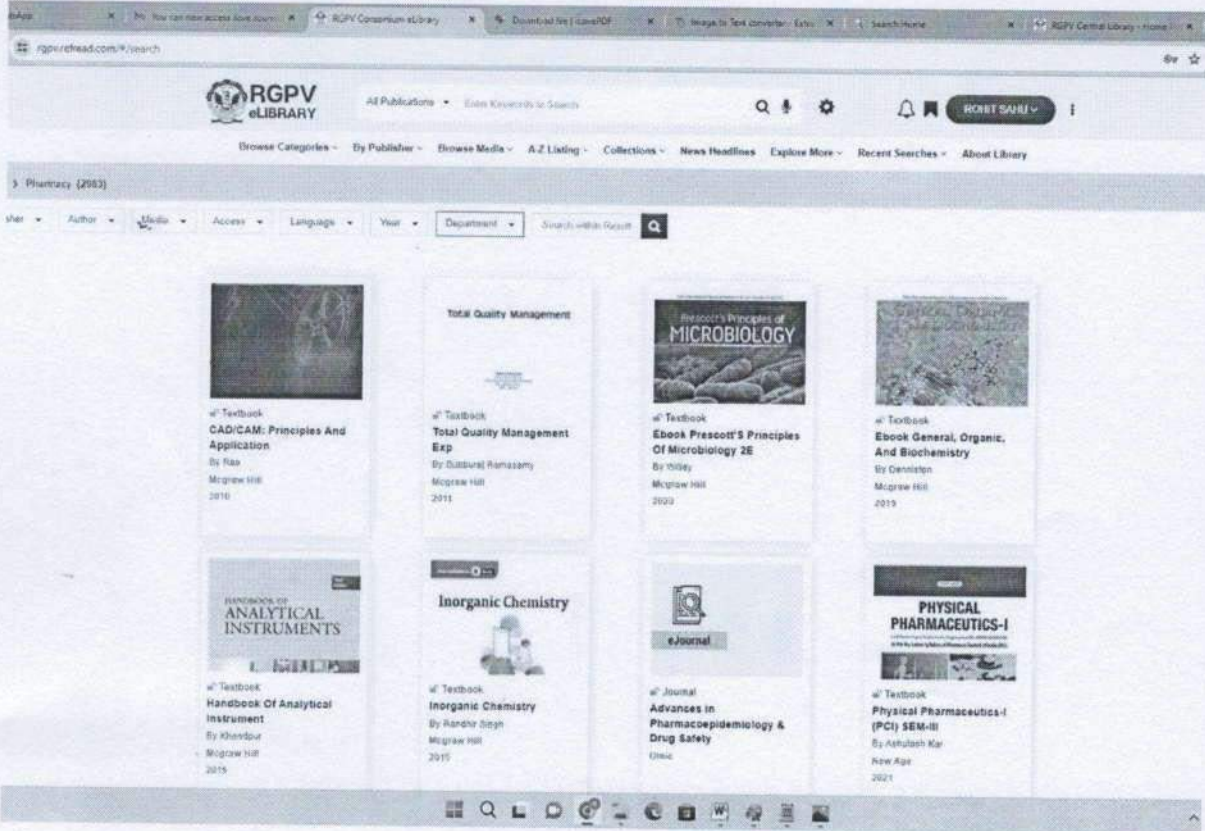 RGPV Consortium eLibrary
Download file | iLovePDF
Image to Text converter -
Search Home
RGPV Central Library - Home -
rgpv.refread.com/#/search
RGPV
eLIBRARY
All Publications
Enter Keywords to Search
ROHIT SAHU
Browse Categories
By Publisher
Browse Media
A-Z Listing
Collections
News Headlines
Explore More
Recent Searches
About Library
> Pharmacy (2983)
sher
Author
Media
Access
Language
Year
Department
Search within Result
Textbook
CAD/CAM: Principles And
Application
By Rao
Mcgraw Hill
2010
Total Quality Management
Textbook
Total Quality Management
Exp
By Subburaj Ramasamy
Mcgraw Hill
2011
Prescott's Principles of
MICROBIOLOGY
Textbook
Ebook Prescott'S Principles
Of Microbiology 2E
By Willey
Mcgraw Hill
2020
Textbook
Ebook General, Organic,
And Biochemistry
By Denniston
Mcgraw Hill
2019
HANDBOOK OF
ANALYTICAL
INSTRUMENTS
Textbook
Handbook Of Analytical
Instrument
By Khandpur
Mcgraw Hill
2015
Inorganic Chemistry
Textbook
Inorganic Chemistry
By Randhir Singh
Mcgraw Hill
2015
eJournal
Journal
Advances in
Pharmacoepidemiology &
Drug Safety
Omic
PHYSICAL
PHARMACEUTICS-I
Textbook
Physical Pharmaceutics-I
(PCI) SEM-III
By Ashutosh Kar
New Age
2021